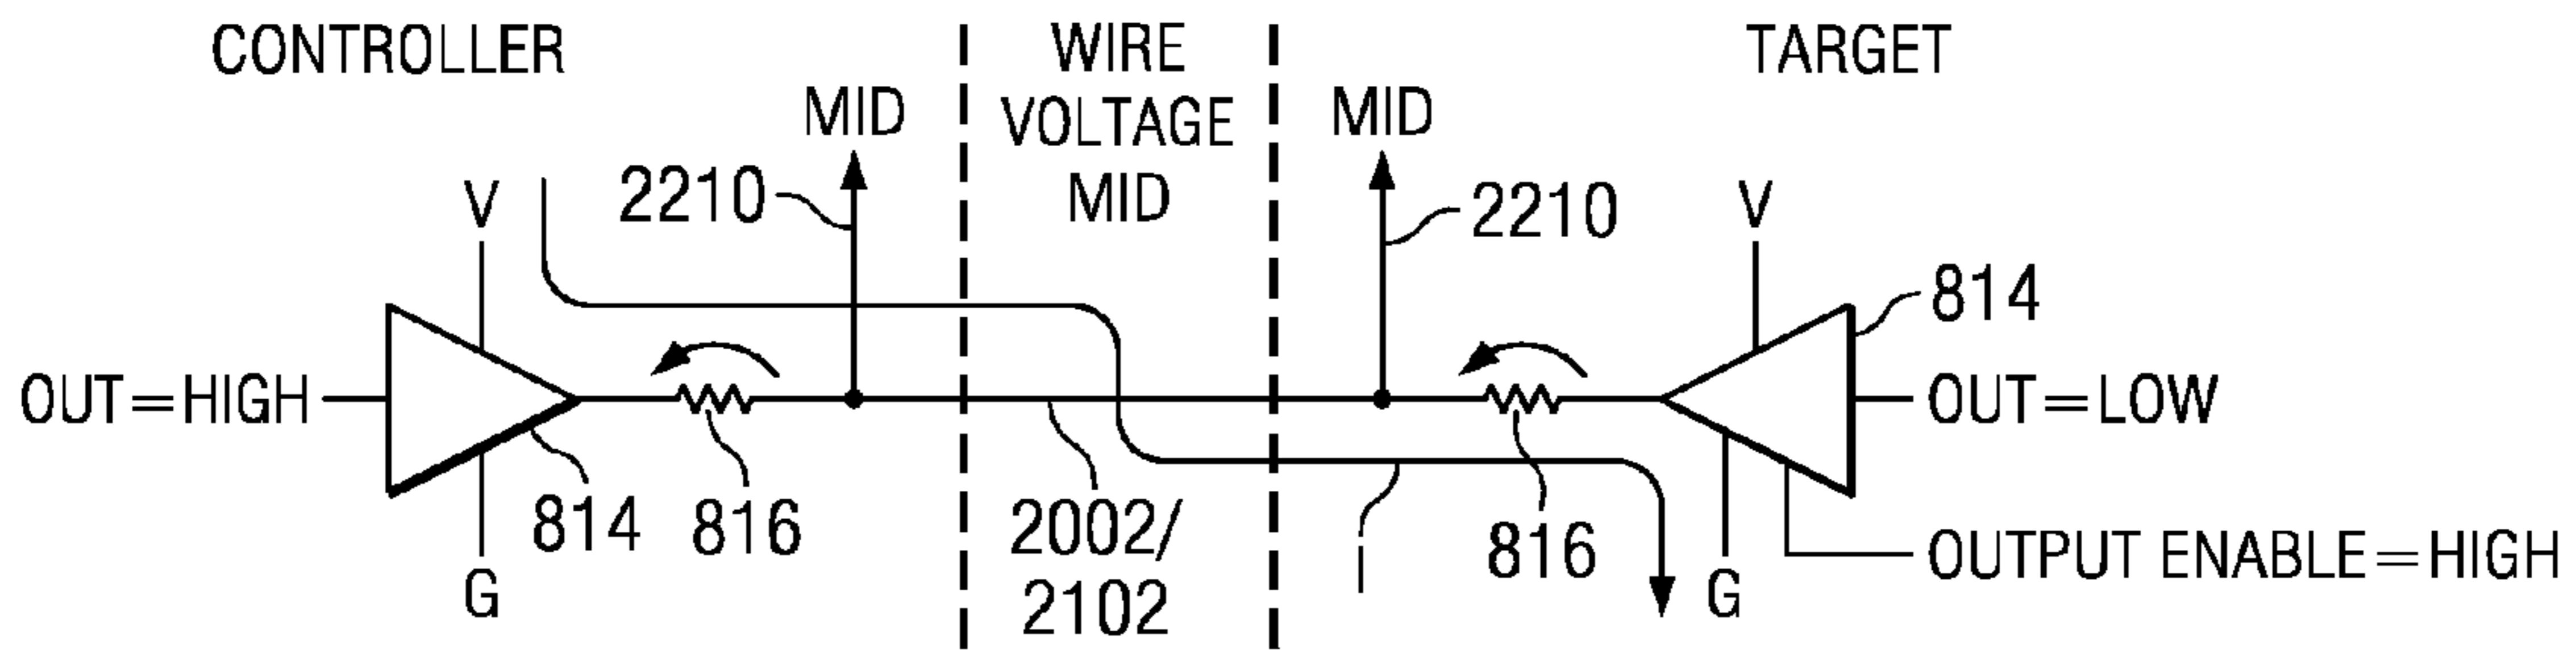 CONTROLLER
WIRE
VOLTAGE
MID
TARGET
MID
MID
V
2210
2210
V
814
OUT=HIGH
OUT=LOW
814
816
2002/
2102
I
816
G
G
OUTPUT ENABLE=HIGH